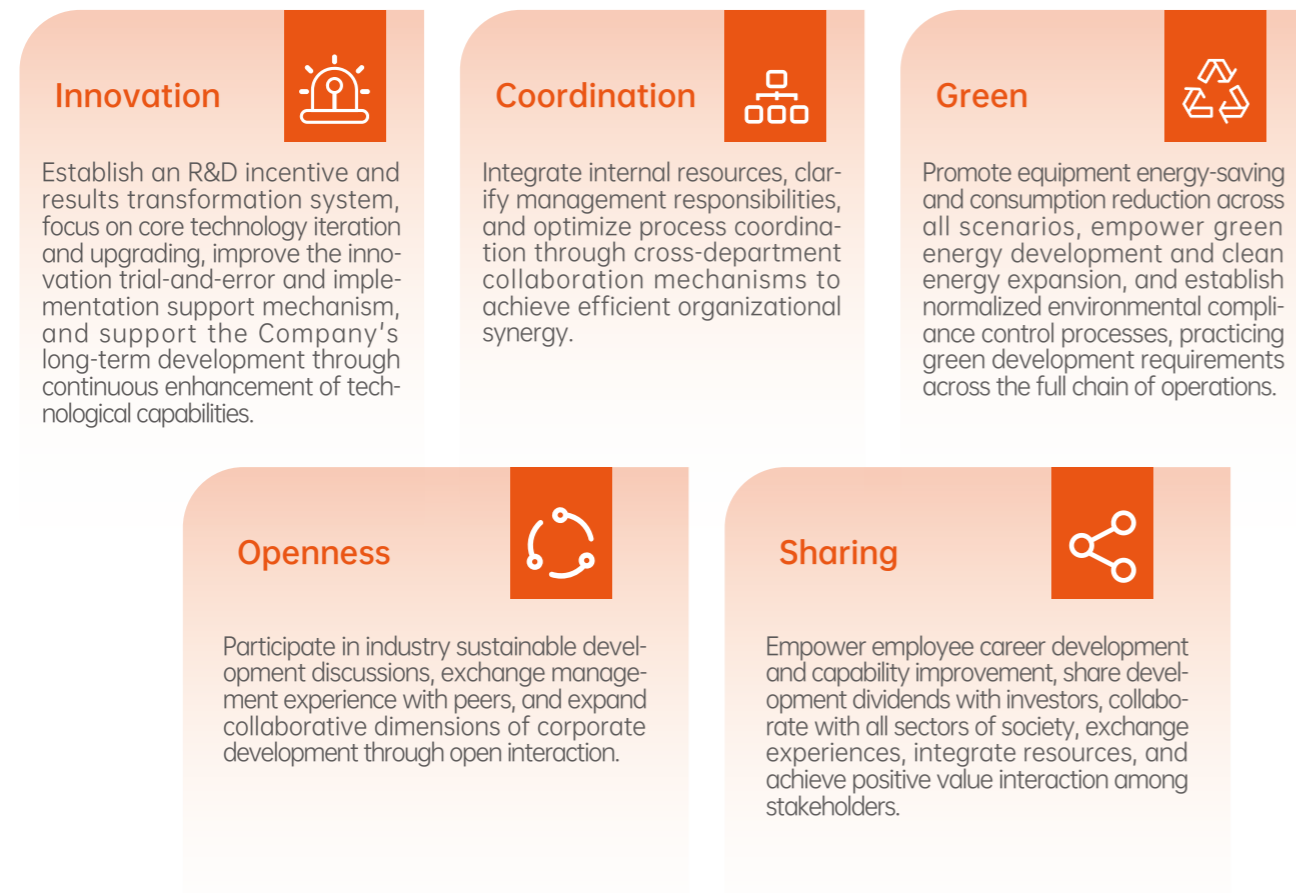 Innovation
Establish an R&D incentive and
results transformation system,
focus on core technology iteration
and upgrading, improve the inno-
vation trial-and-error and imple-
mentation support mechanism,
and support the Company's
long-term development through
continuous enhancement of tech-
nological capabilities.
Coordination
Integrate internal resources, clar-
ify management responsibilities,
and optimize process coordina-
tion through cross-department
collaboration mechanisms to
achieve efficient organizational
synergy.
Green
Promote equipment energy-saving
and consumption reduction across
all scenarios, empower green
energy development and clean
energy expansion, and establish
normalized environmental compli-
ance control processes, practicing
green development requirements
across the full chain of operations.
Openness
Participate in industry sustainable devel-
opment discussions, exchange manage-
ment experience with peers, and expand
collaborative dimensions of corporate
development through open interaction.
Sharing
Empower employee career development
and capability improvement, share devel-
opment dividends with investors, collabo-
rate with all sectors of society, exchange
experiences, integrate resources, and
achieve positive value interaction among
stakeholders.